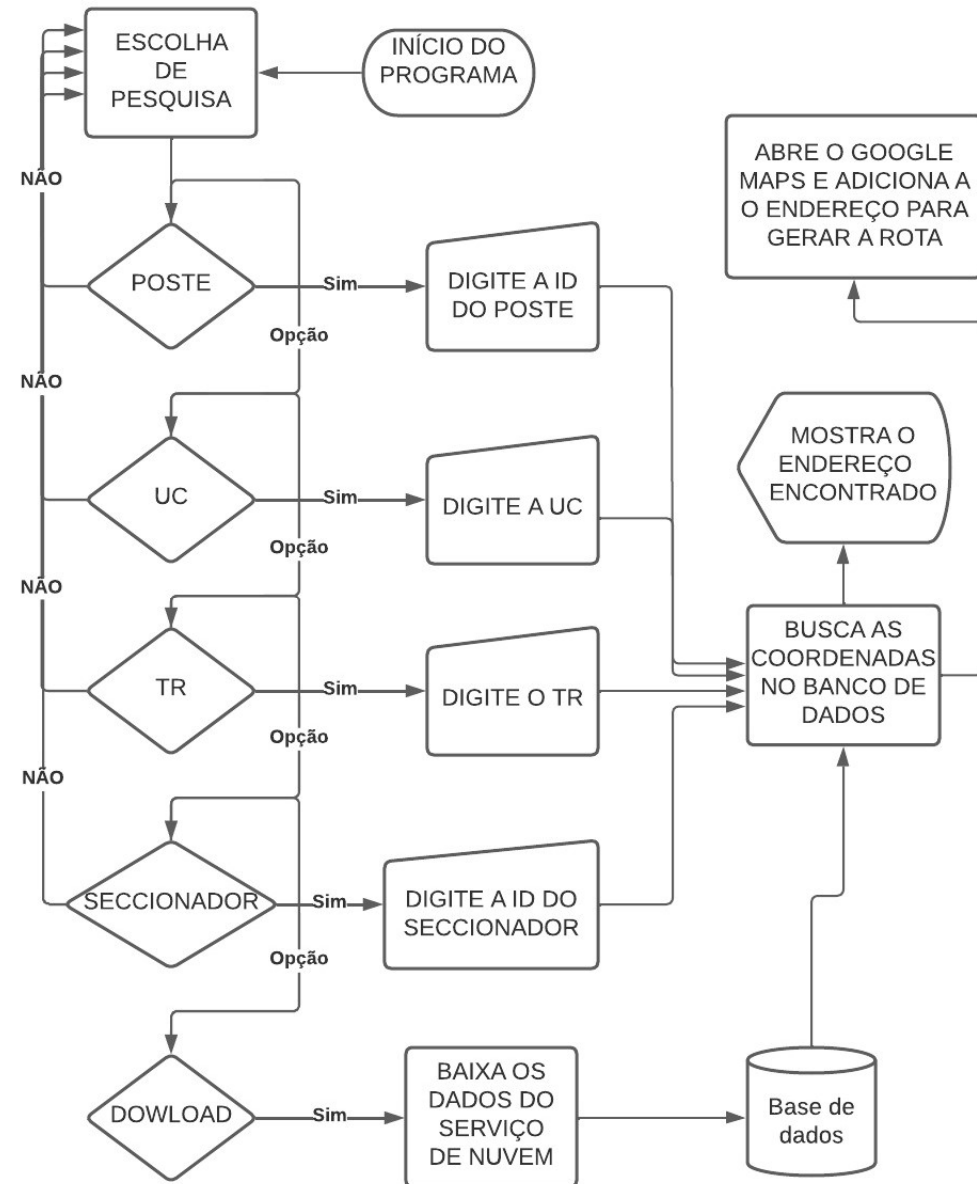 ESCOLHA
DE
PESQUISA
INÍCIO DO
PROGRAMA
ABRE O GOOGLE
MAPS E ADICIONA A
O ENDEREÇO PARA
GERAR A ROTA
NÃO
POSTE
Sim
DIGITE A ID
DO POSTE
Opção
NÃO
UC
Sim
DIGITE A UC
MOSTRA O
ENDEREÇO
ENCONTRADO
Opção
NÃO
TR
Sim
DIGITE O TR
BUSCA AS
COORDENADAS
NO BANCO DE
DADOS
Opção
NÃO
SECCIONADOR
Sim
DIGITE A ID DO
SECCIONADOR
Opção
DOWLOAD
Sim
BAIXA OS
DADOS DO
SERVIÇO
DE NUVEM
Base de
dados